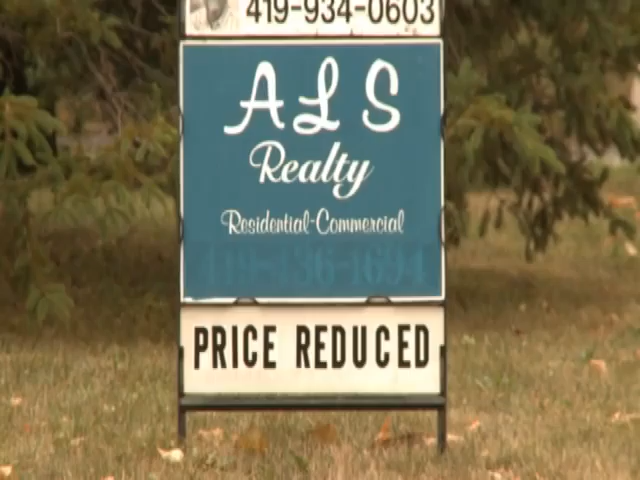 419-934-0603
ALS
Realty
Residential-Commercial
PRICE REDUCED